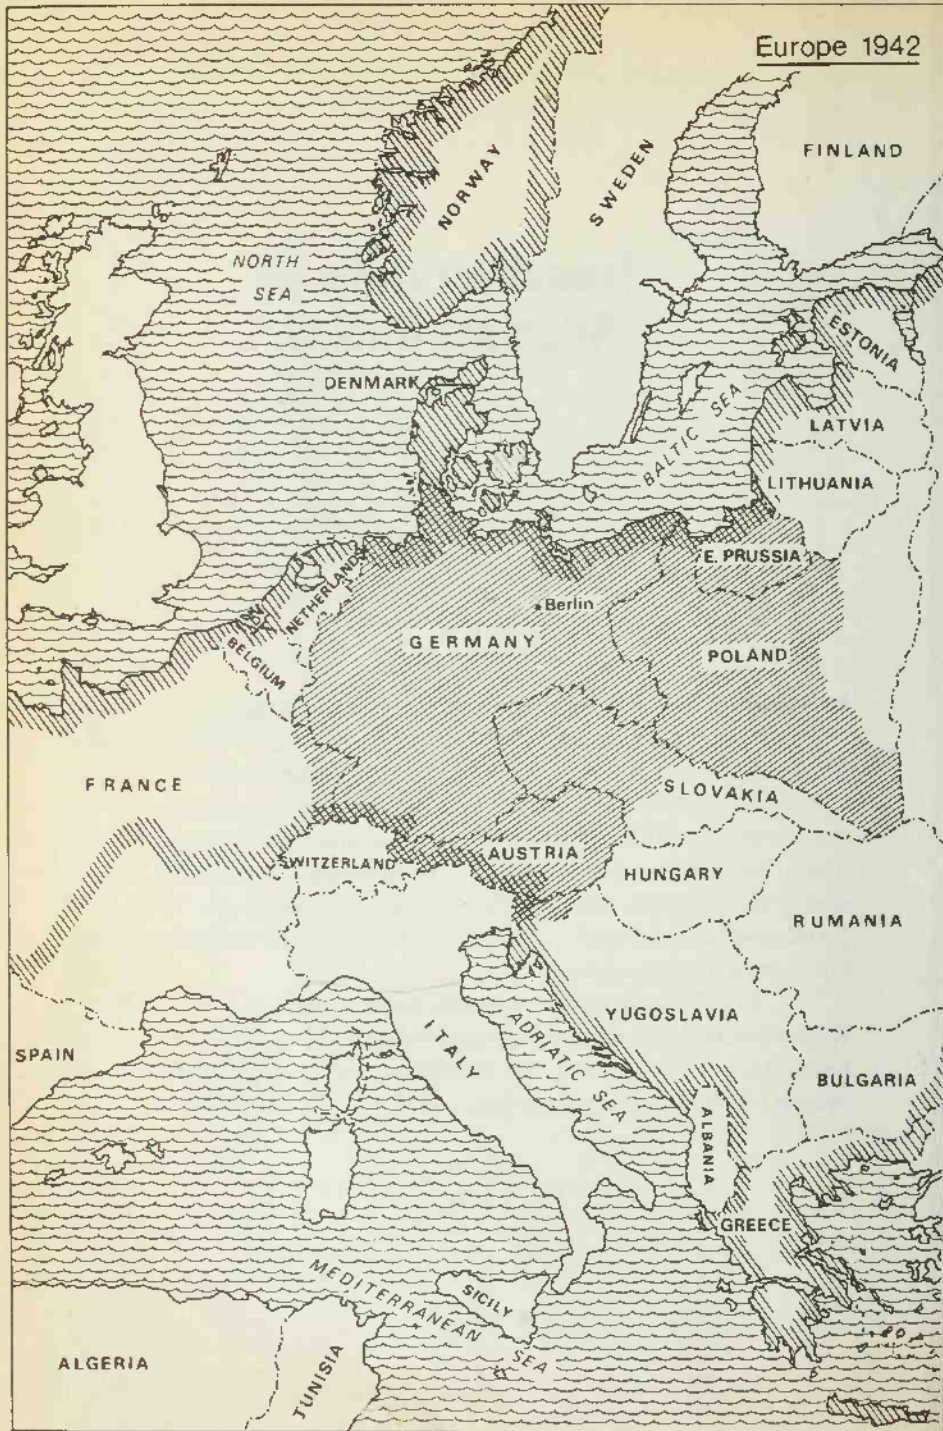 Europe 1942
FINLAND
NORWAY
SWEDEN
NORTH
SEA
ESTONIA
DENMARK
BALTIC SEA
LATVIA
LITHUANIA
E. PRUSSIA
NETHERLANDS
Berlin
GERMANY
BELGIUM
POLAND
FRANCE
SLOVAKIA
AUSTRIA
SWITZERLAND
HUNGARY
RUMANIA
YUGOSLAVIA
ITALY
ADRIATIC
SEA
SPAIN
BULGARIA
ALBANIA
GREECE
MEDITERRANEAN
SEA
SICILY
ALGERIA
TUNISIA